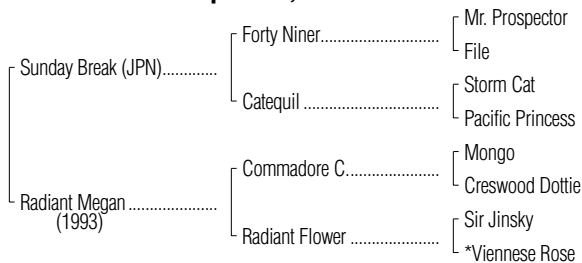 Mr. Prospector
Forty Niner
File
Sunday Break (JPN)
Storm Cat
Catequil
Pacific Princess
Mongo
Commadore C.
Creswood Dottie
Radiant Megan
(1993)
Sir Jinsky
Radiant Flower
*Viennese Rose